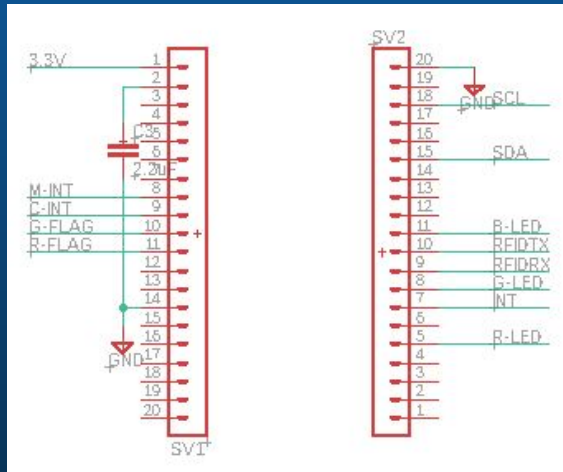 3.3V
1
2
3
4
C3
5
6
2.2uF
7
M-INT
8
C-INT
9
G-FLAG
10
R-FLAG
11
12
13
14
15
16
GND
17
18
19
20
SV1
SV2
20
19
GND
18
SCL
17
16
15
SDA
14
13
12
11
B-LED
10
RFIDTX
9
RFIDRX
8
G-LED
7
INT
6
5
R-LED
4
3
2
1